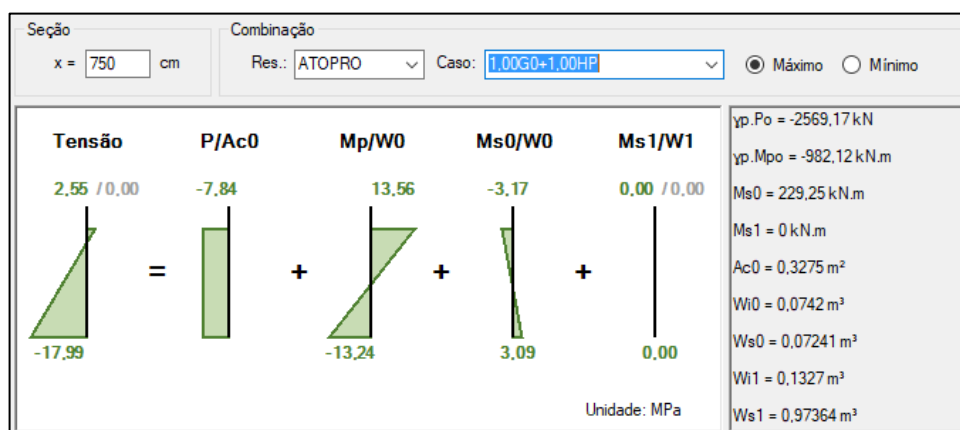 Seção
x = 750 cm
Combinação
Res.: ATOPRO Caso: 1,00G0+1,00HP Máximo Mínimo
Tensão P/Ac0 Mp/W0 Ms0/W0 Ms1/W1
2,55 / 0,00 -7,84 13,56 -3,17 0,00 / 0,00
= + + +
-17,99 -13,24 3,09 0,00
Unidade: MPa
γp.Po = -2569,17 kN
γp.Mpo = -982,12 kN.m
Ms0 = 229,25 kN.m
Ms1 = 0 kN.m
Ac0 = 0,3275 m²
Wi0 = 0,0742 m³
Ws0 = 0,07241 m³
Wi1 = 0,1327 m³
Ws1 = 0,97364 m³